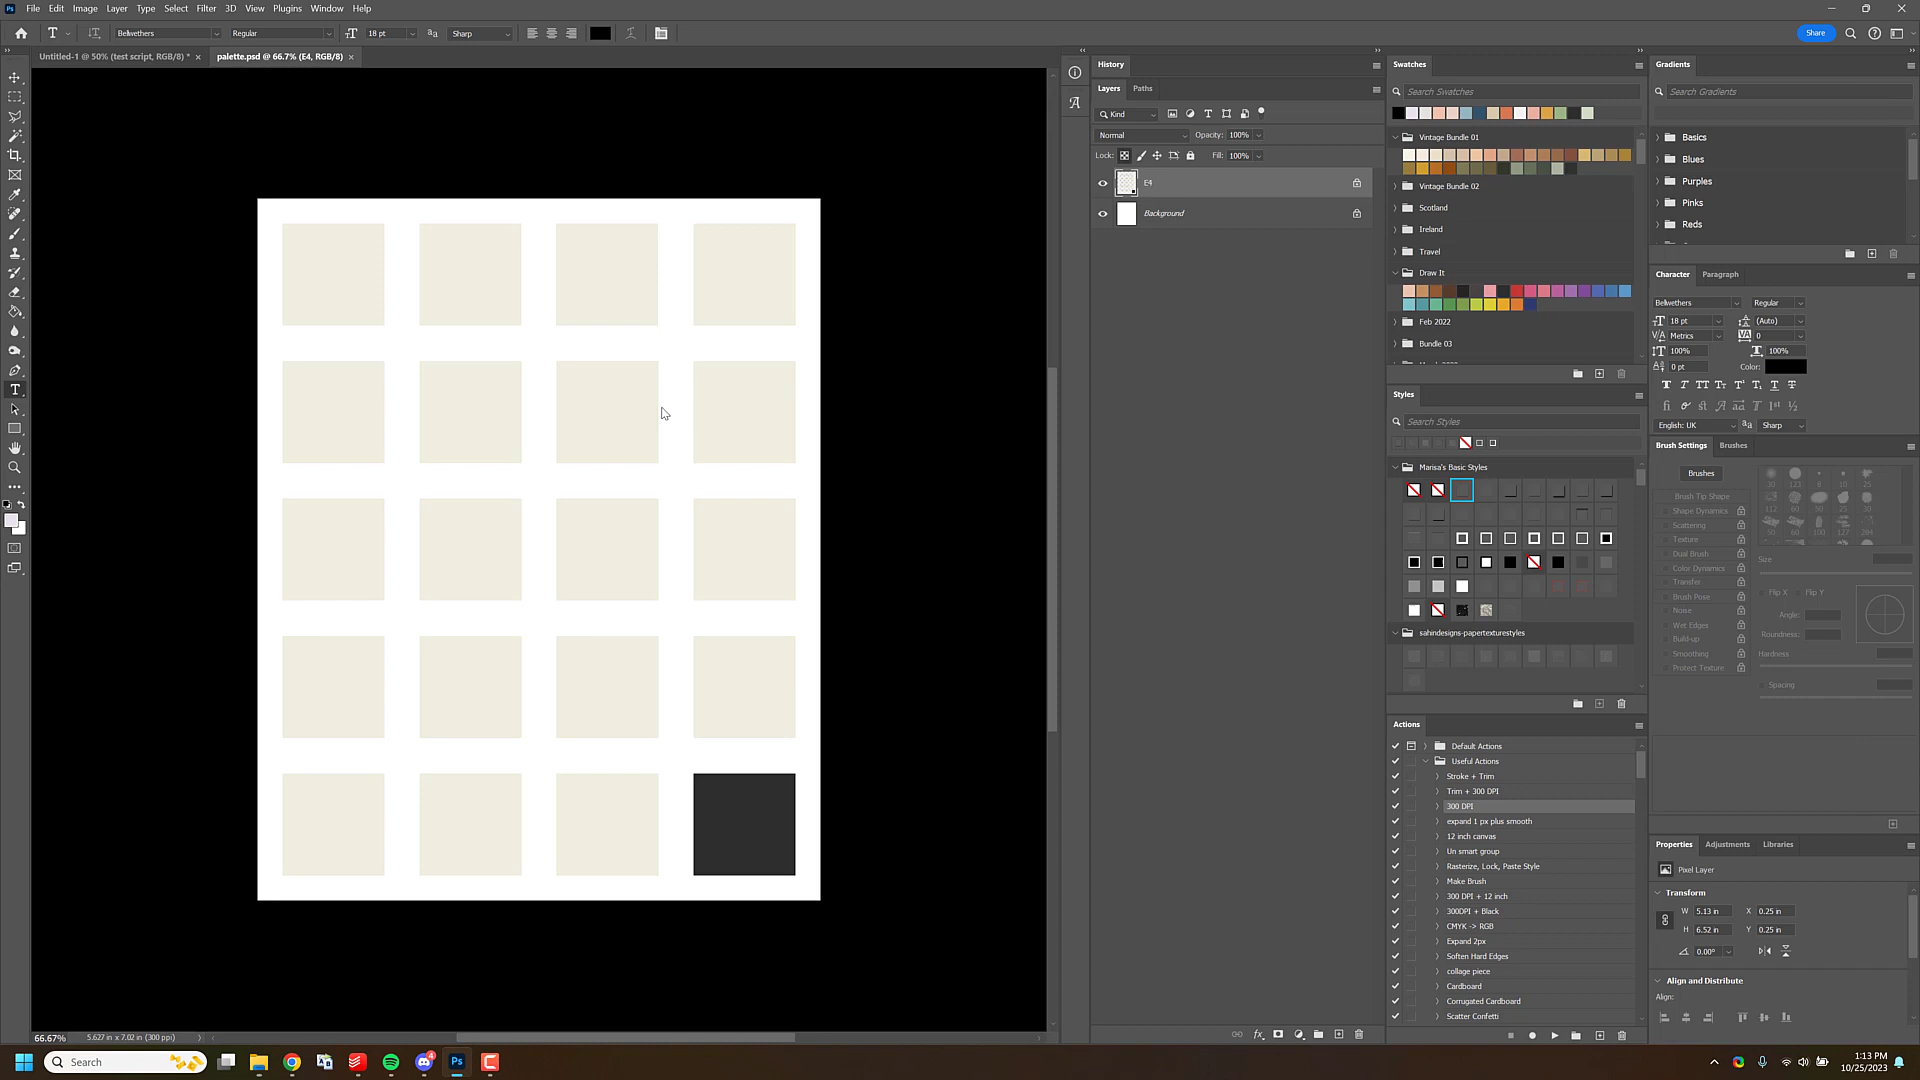 File Edit Image Layer Type Select Filter 3D View Plugins Window Help
Bellwethers Regular 18 pt Sharp Share
Untitled-1 @ 50% (test script, RGB/8) *
palette.psd @ 66.7% (E4, RGB/8)
History
Layers Paths
Kind
Normal Opacity: 100%
Lock: Fill: 100%
E4
Background
Swatches
Search Swatches
Vintage Bundle 01
Vintage Bundle 02
Scotland
Ireland
Travel
Draw It
Feb 2022
Bundle 03
Styles
Search Styles
Marisa's Basic Styles
sahindesigns-papertexturestyles
Actions
Default Actions
Useful Actions
Stroke + Trim
Trim + 300 DPI
300 DPI
expand 1 px plus smooth
12 inch canvas
Un smart group
Rasterize, Lock, Paste Style
Make Brush
300 DPI + 12 inch
300DPI + Black
CMYK -> RGB
Expand 2px
Soften Hard Edges
collage piece
Cardboard
Corrugated Cardboard
Scatter Confetti
Gradients
Search Gradients
Basics
Blues
Purples
Pinks
Reds
Character Paragraph
Bellwethers Regular
18 pt (Auto)
Metrics 0
100% 100%
0 pt Color:
English: UK Sharp
Brush Settings Brushes
Brushes
Brush Tip Shape
Shape Dynamics
Scattering
Texture
Dual Brush
Color Dynamics
Transfer
Brush Pose
Noise
Wet Edges
Build-up
Smoothing
Protect Texture
Size
Flip X Flip Y
Angle:
Roundness:
Hardness
Spacing
Properties Adjustments Libraries
Pixel Layer
Transform
W 5.13 in X 0.25 in
H 6.52 in Y 0.25 in
0.00°
Align and Distribute
Align:
66.67% 5.627 in x 7.02 in (300 ppi)
Search
1:13 PM
10/25/2023